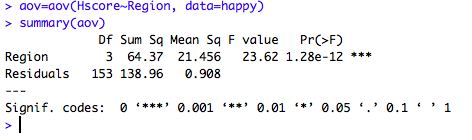 > aov=aov(Hscore~Region, data=happy)
> summary(aov)
Df Sum Sq Mean Sq F value Pr(>F)
Region 3 64.37 21.456 23.62 1.28e-12 ***
Residuals 153 138.96 0.908
---
Signif. codes: 0 ‘***’ 0.001 ‘**’ 0.01 ‘*’ 0.05 ‘.’ 0.1 ‘ ’ 1
>